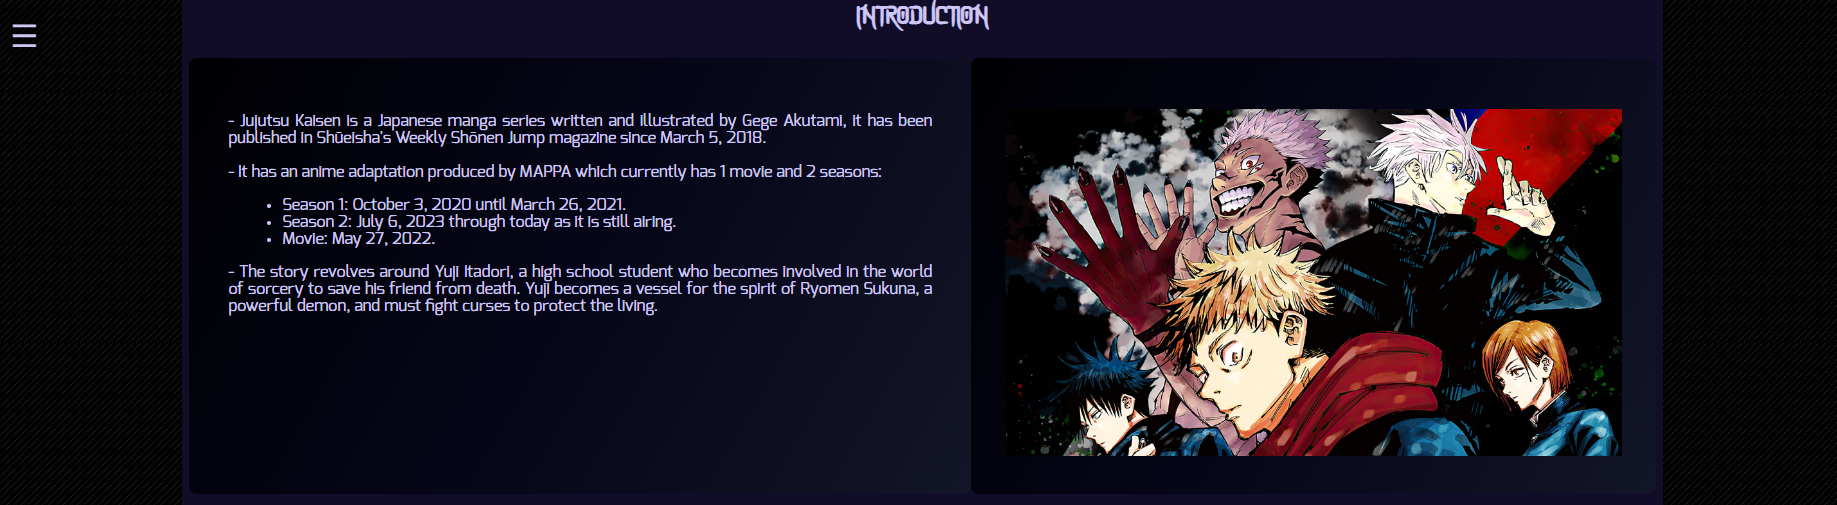 INTRODUCTION
- Jujutsu Kaisen is a Japanese manga series written and illustrated by Gege Akutami, it has been
published in Shūeisha's Weekly Shōnen Jump magazine since March 5, 2018.
- It has an anime adaptation produced by MAPPA which currently has 1 movie and 2 seasons:
• Season 1: October 3, 2020 until March 26, 2021.
• Season 2: July 6, 2023 through today as it is still airing.
• Movie: May 27, 2022.
- The story revolves around Yuji Itadori, a high school student who becomes involved in the world
of sorcery to save his friend from death. Yuji becomes a vessel for the spirit of Ryomen Sukuna, a
powerful demon, and must fight curses to protect the living.